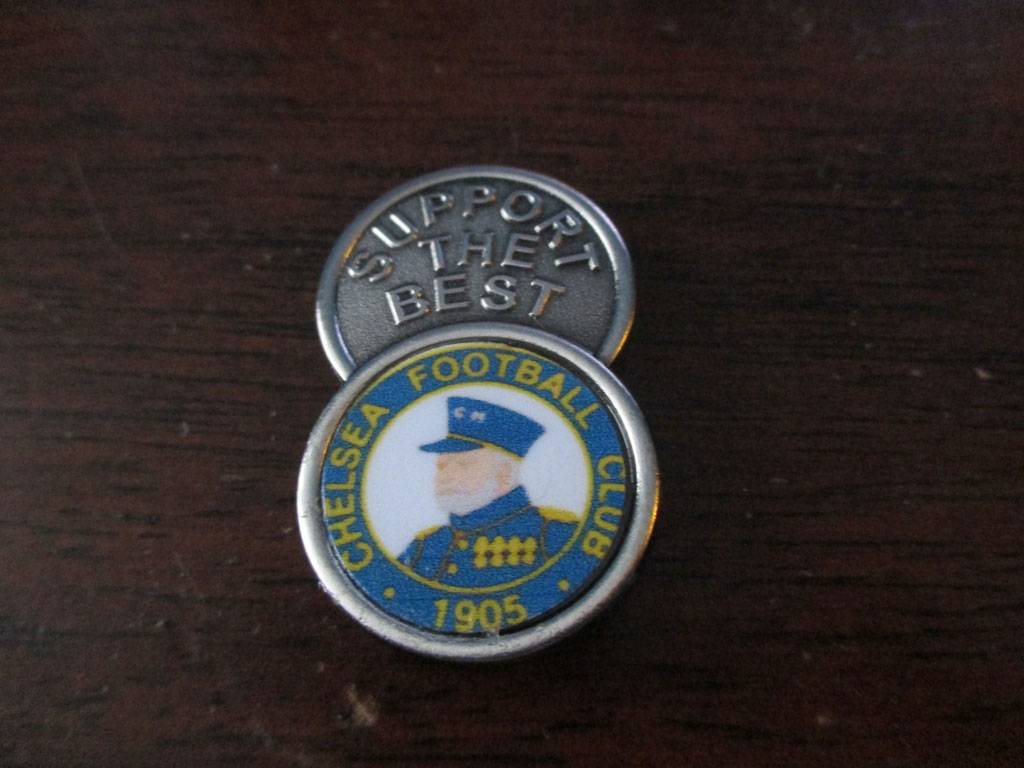 SUPPORT
THE
BEST
CHELSEA FOOTBALL CLUB
CM
• 1905 •